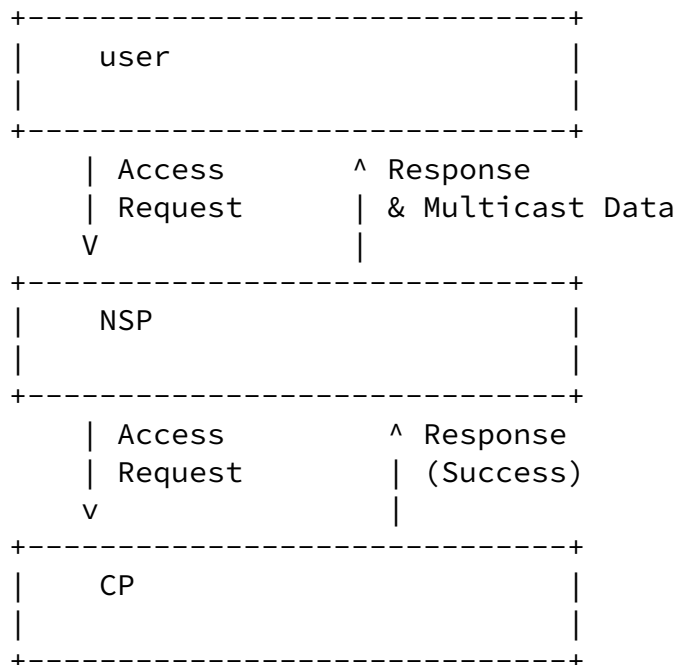 +------------------------------+
|    user                      |
|                              |
+------------------------------+
    | Access       ^ Response
    | Request      | & Multicast Data
    V              |
+------------------------------+
|    NSP                       |
|                              |
+------------------------------+
    | Access         ^ Response
    | Request        | (Success)
    v                |
+------------------------------+
|    CP                        |
|                              |
+------------------------------+